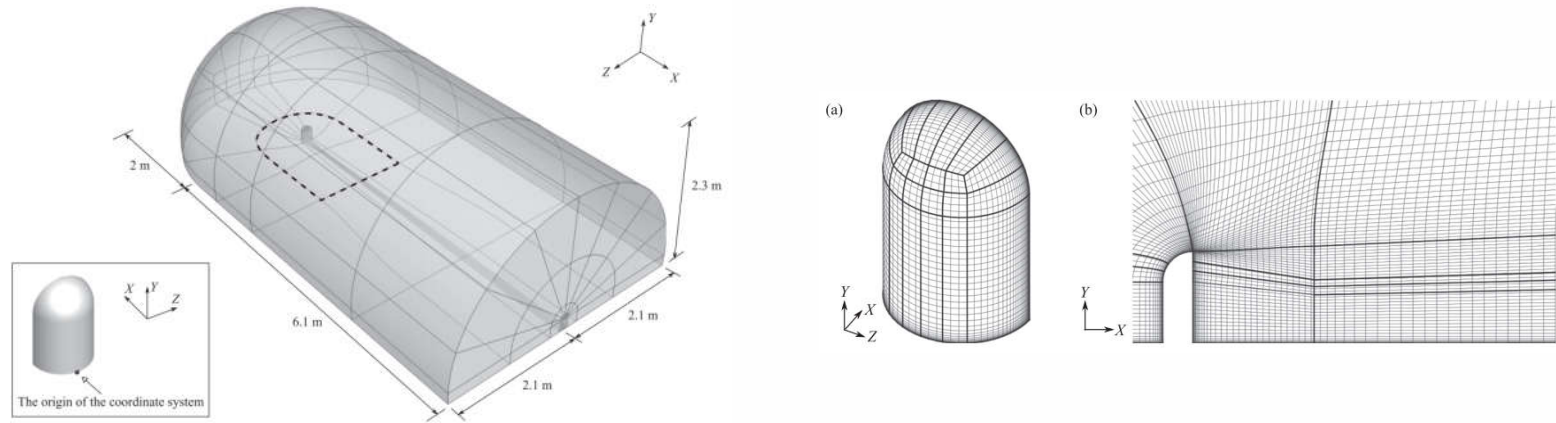 Y
Z
X
2 m
2.3 m
X
Y
Z
The origin of the coordinate system
6.1 m
2.1 m
2.1 m
(a)
Y
X
Z
(b)
Y
X